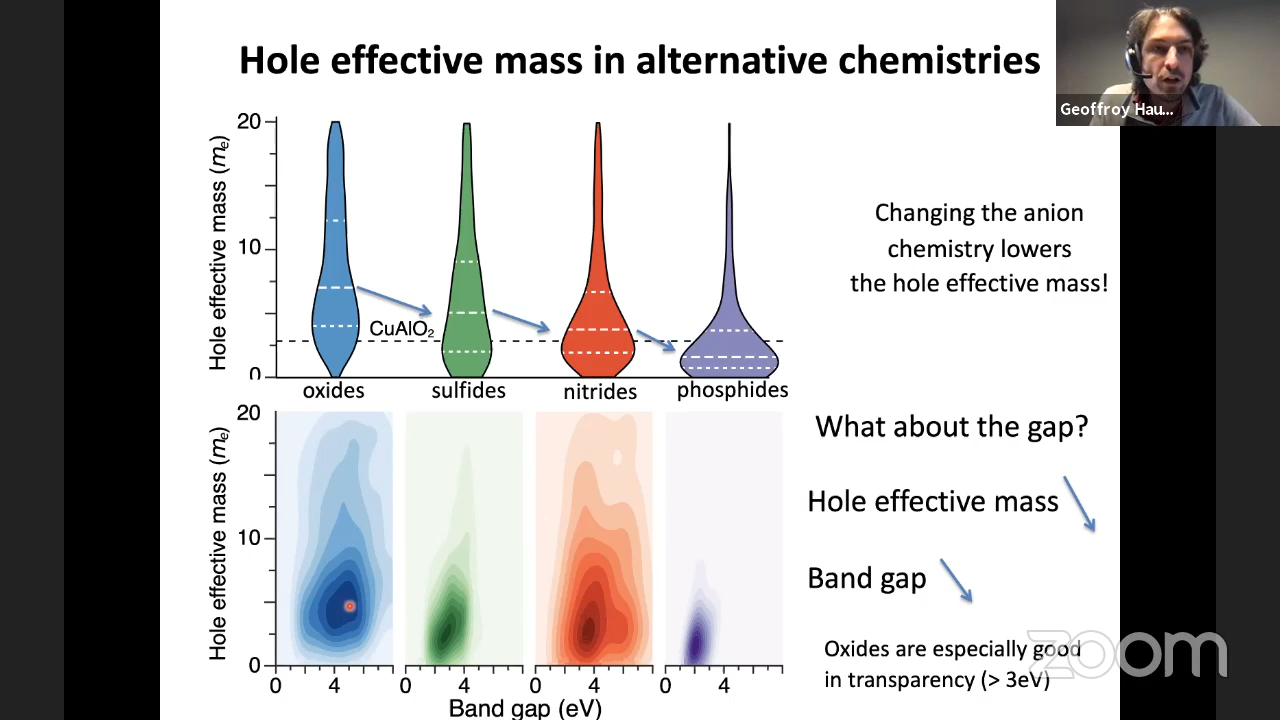 Hole effective mass in alternative chemistries
Geoffroy Hau...
Hole effective mass (mₑ)
20
10
0
CuAlO₂
oxides
sulfides
nitrides
phosphides
Changing the anion
chemistry lowers
the hole effective mass!
Hole effective mass (mₑ)
20
10
0
0 4 0 4 0 4 0 4
Band gap (eV)
What about the gap?
Hole effective mass
Band gap
Oxides are especially good
in transparency (> 3eV)
zoom